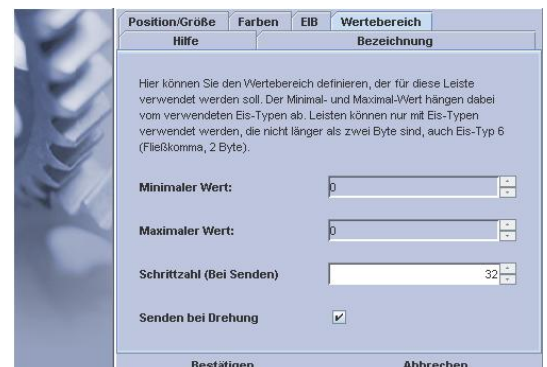 Position/Größe Farben EIB Wertebereich
Hilfe Bezeichnung
Hier können Sie den Wertebereich definieren, der für diese Leiste
verwendet werden soll. Der Minimal- und Maximal-Wert hängen dabei
vom verwendeten Eis-Typen ab. Leisten können nur mit Eis-Typen
verwendet werden, die nicht länger als zwei Byte sind, auch Eis-Typ 6
(Fließkomma, 2 Byte).
Minimaler Wert: 0
Maximaler Wert: 0
Schrittzahl (Bei Senden) 32
Senden bei Drehung
Bestätigen Abbrechen